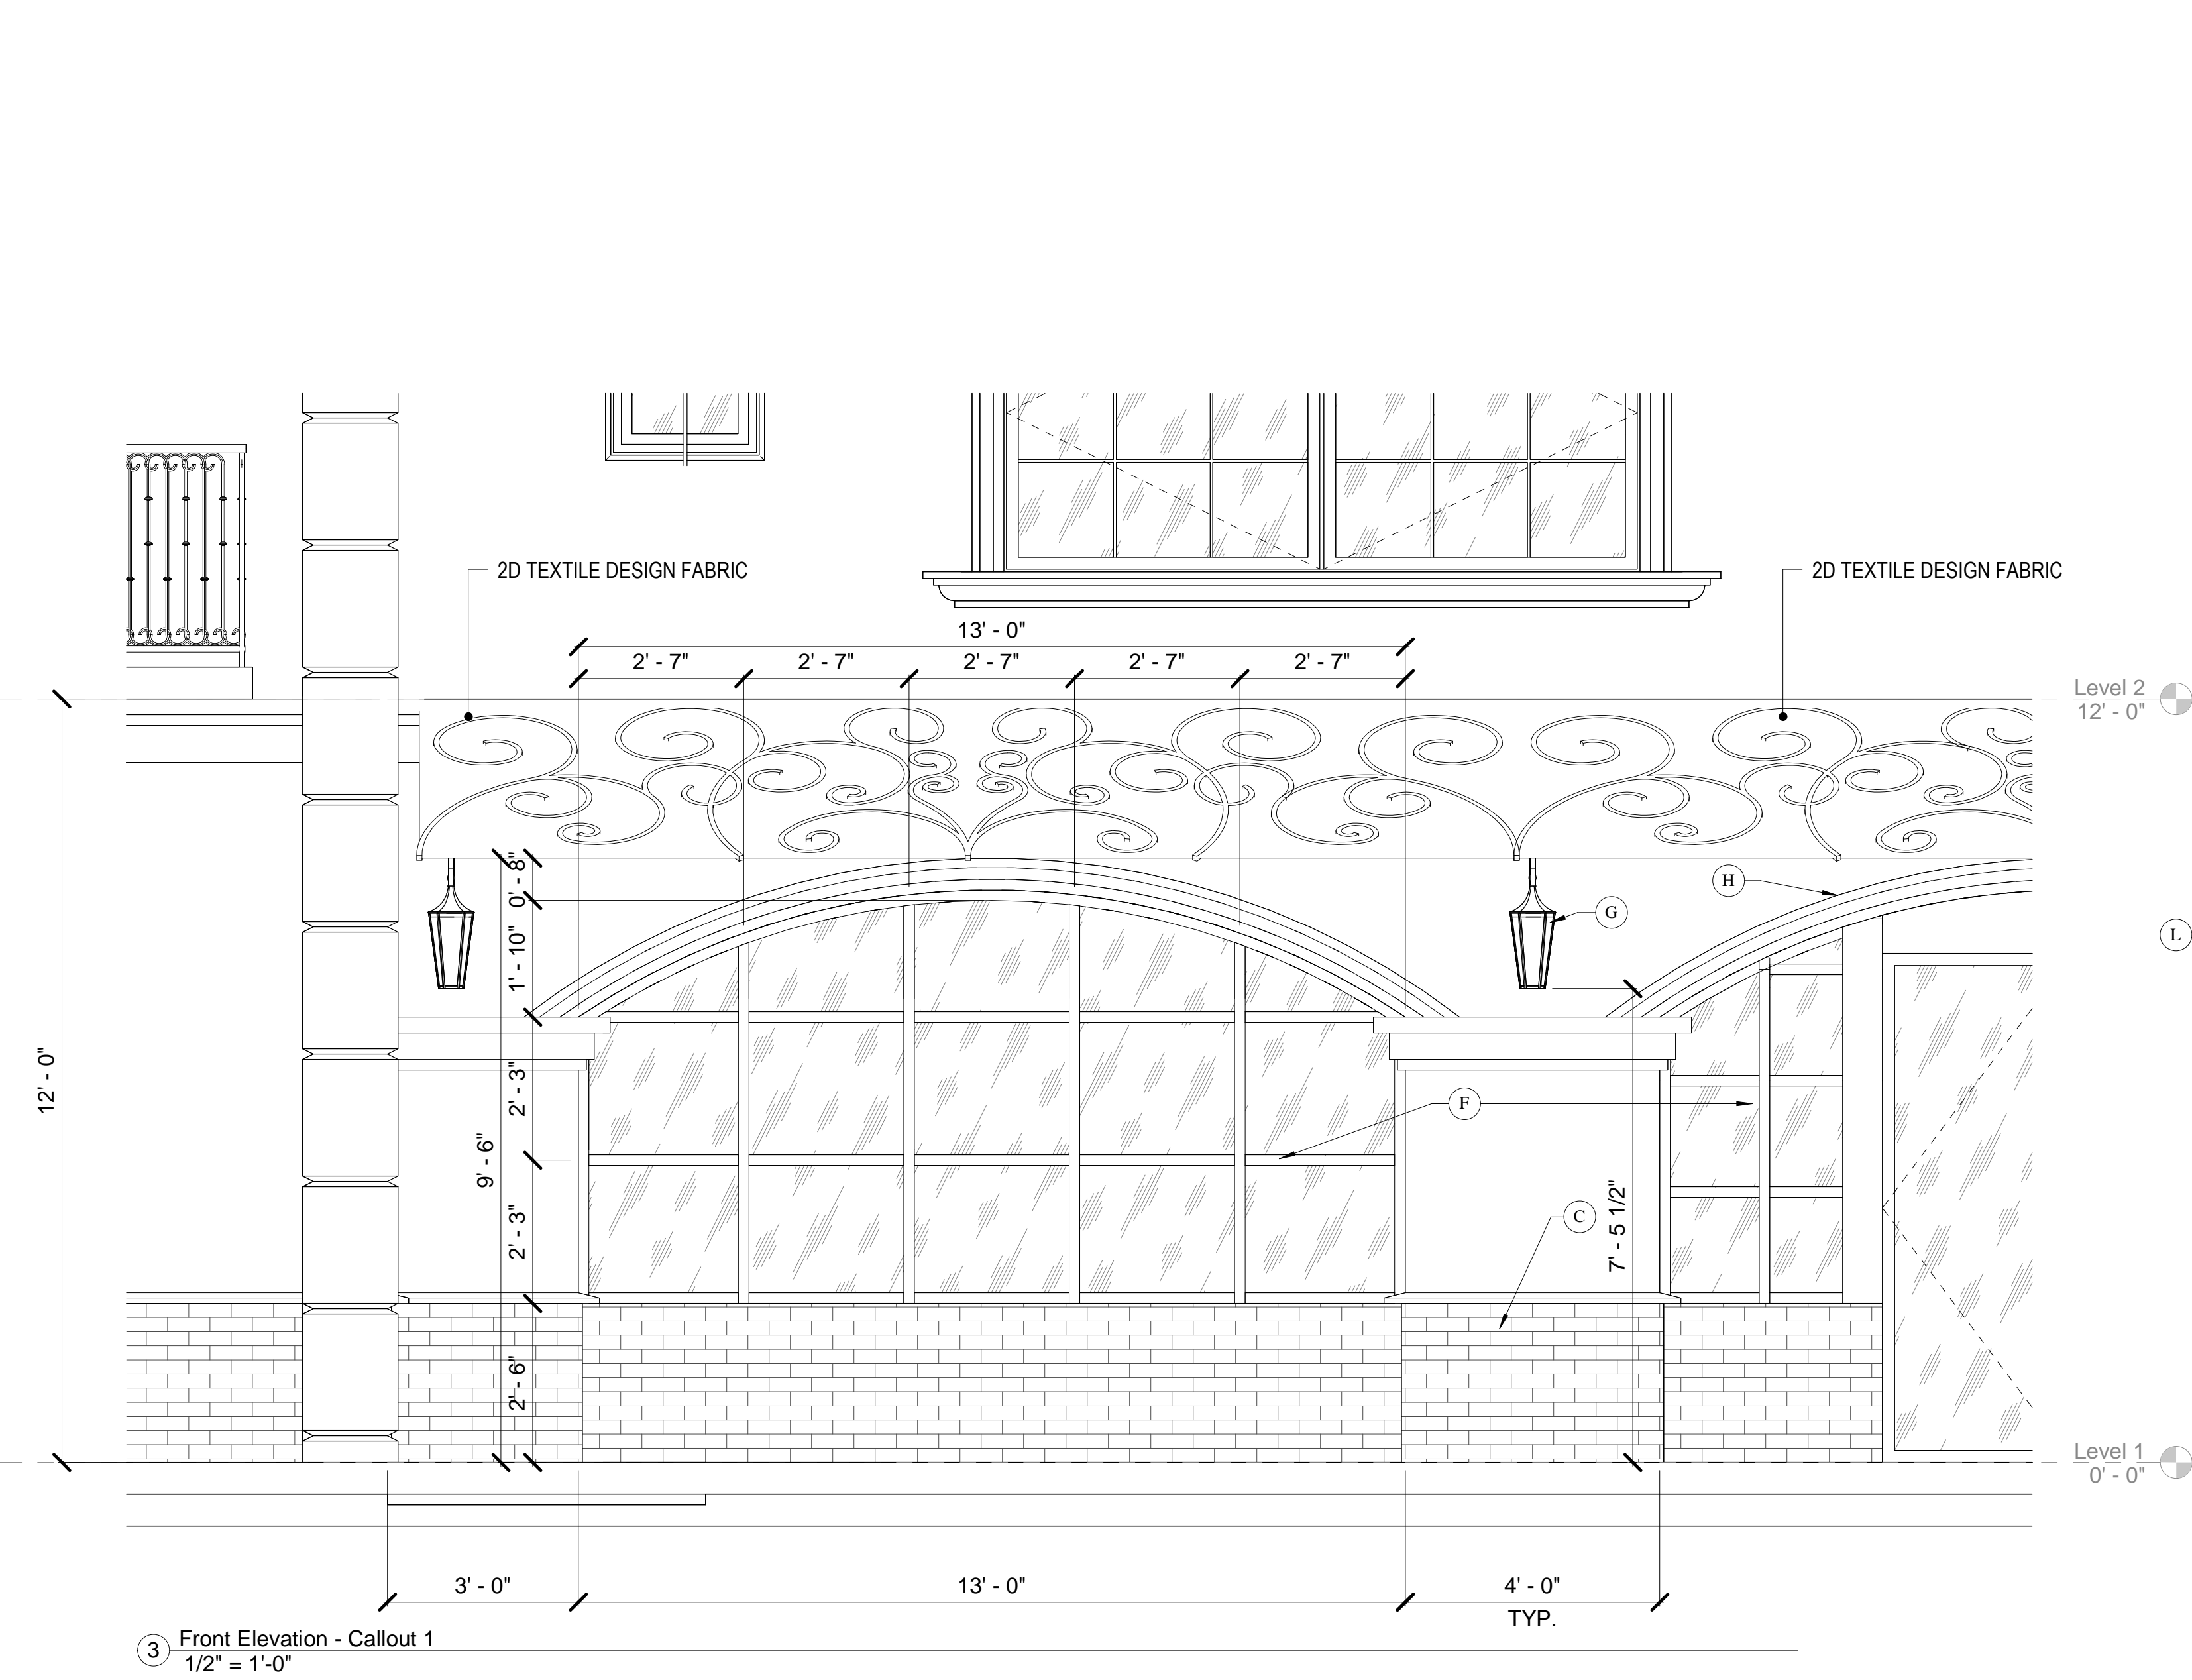 2D TEXTILE DESIGN FABRIC
2D TEXTILE DESIGN FABRIC
13' - 0"
2' - 7"
2' - 7"
2' - 7"
2' - 7"
2' - 7"
Level 2
12' - 0"
0' - 8"
H
G
L
1' - 10"
12' - 0"
2' - 3"
F
9' - 6"
2' - 3"
C
7' - 5 1/2"
2' - 6"
Level 1
0' - 0"
3' - 0"
13' - 0"
4' - 0"
TYP.
3
Front Elevation - Callout 1
1/2" = 1'-0"